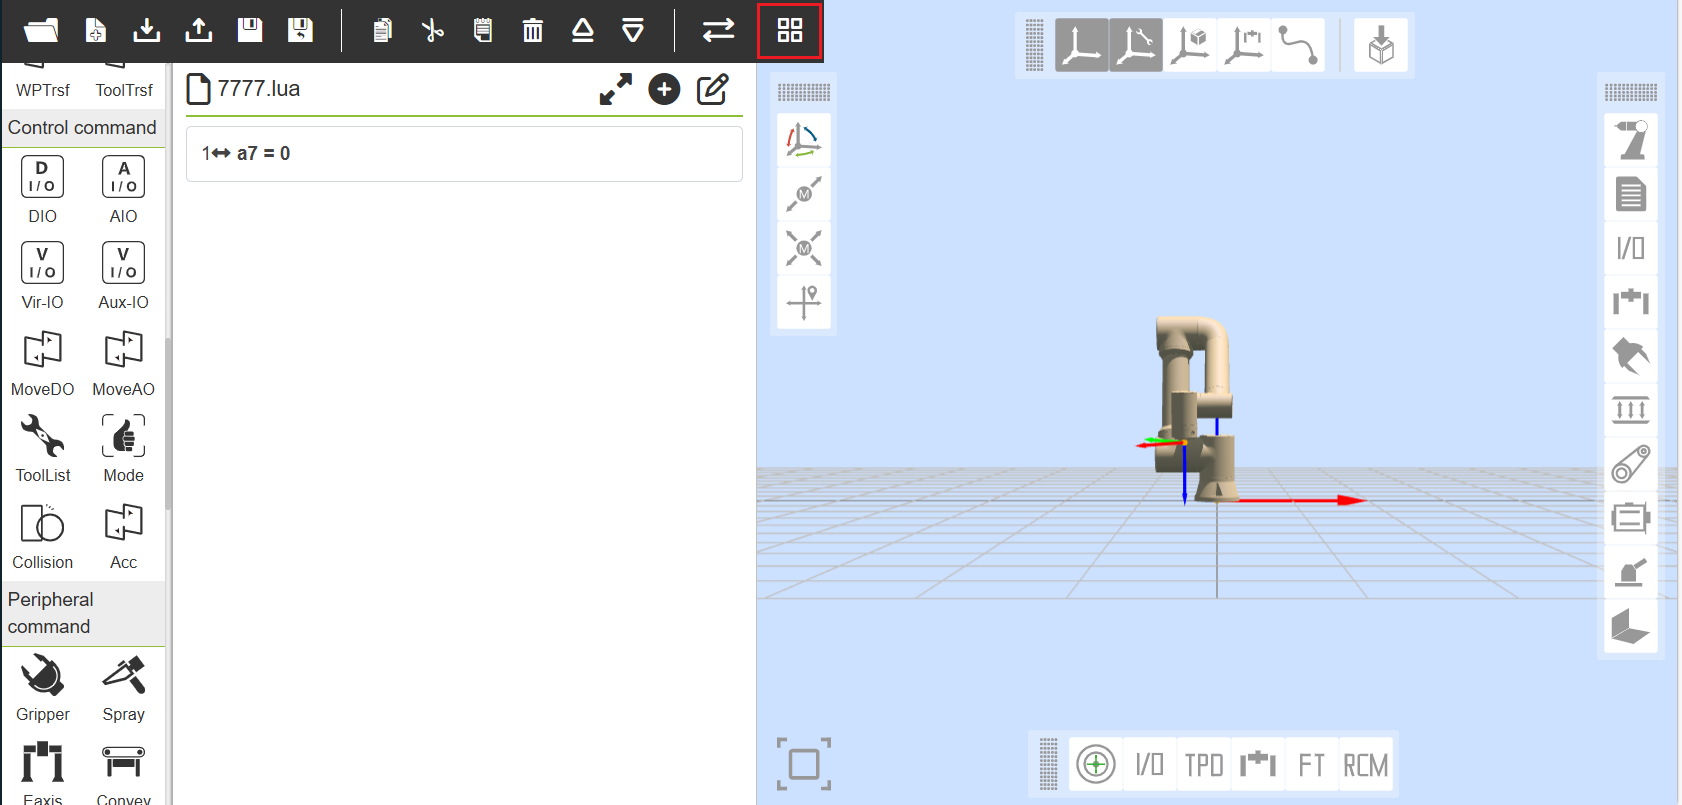 7777.lua
1 a7 = 0
WPTrsf ToolTrsf
Control command
D I/O A I/O
DIO AIO
V I/O V I/O
Vir-IO Aux-IO
MoveDO MoveAO
ToolList Mode
Collision Acc
Peripheral
command
Gripper Spray
Eaxis Convey
M
M
I/O
I/O TPD FT RCM